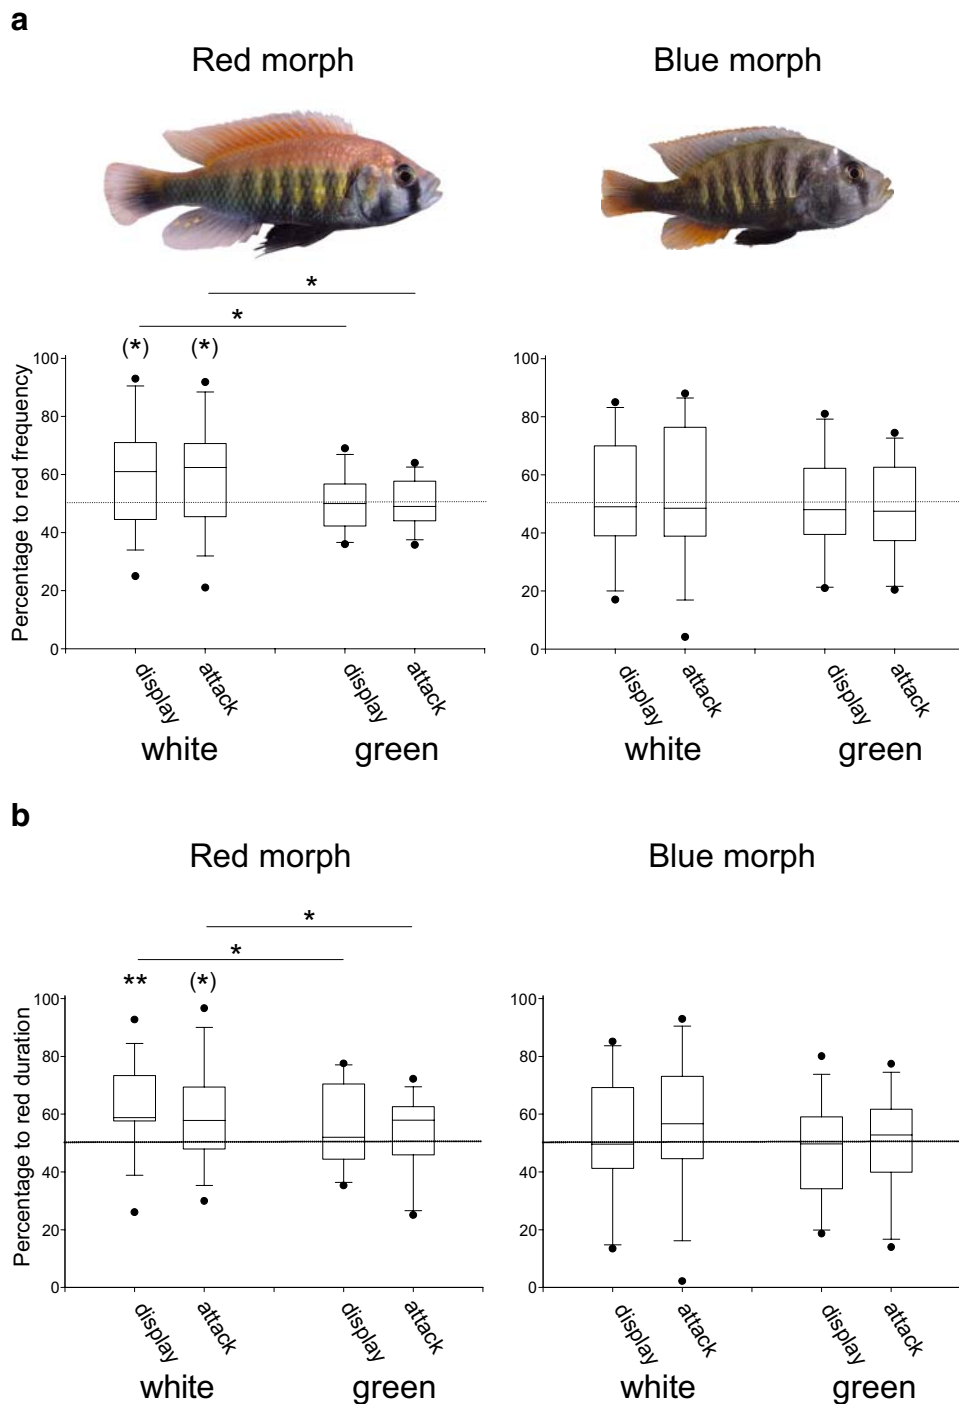 a
Red morph Blue morph
*
*
(*) (*)
Percentage to red frequency
100 100
80 80
60 60
40 40
20 20
0 0
display attack display attack display attack display attack
white green white green
b
Red morph Blue morph
*
*
** (*)
Percentage to red duration
100 100
80 80
60 60
40 40
20 20
0 0
display attack display attack display attack display attack
white green white green